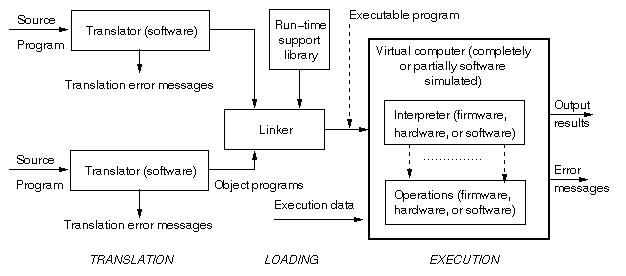 Source
Program
Translator (software)
Translation error messages
Run-time
support
library
Executable program
Virtual computer (completely
or partially software
simulated)
Linker
Interpreter (firmware,
hardware, or software)
Output
results
Source
Program
Translator (software)
Object programs
Translation error messages
Execution data
Operations (firmware,
hardware, or software)
Error
messages
TRANSLATION
LOADING
EXECUTION